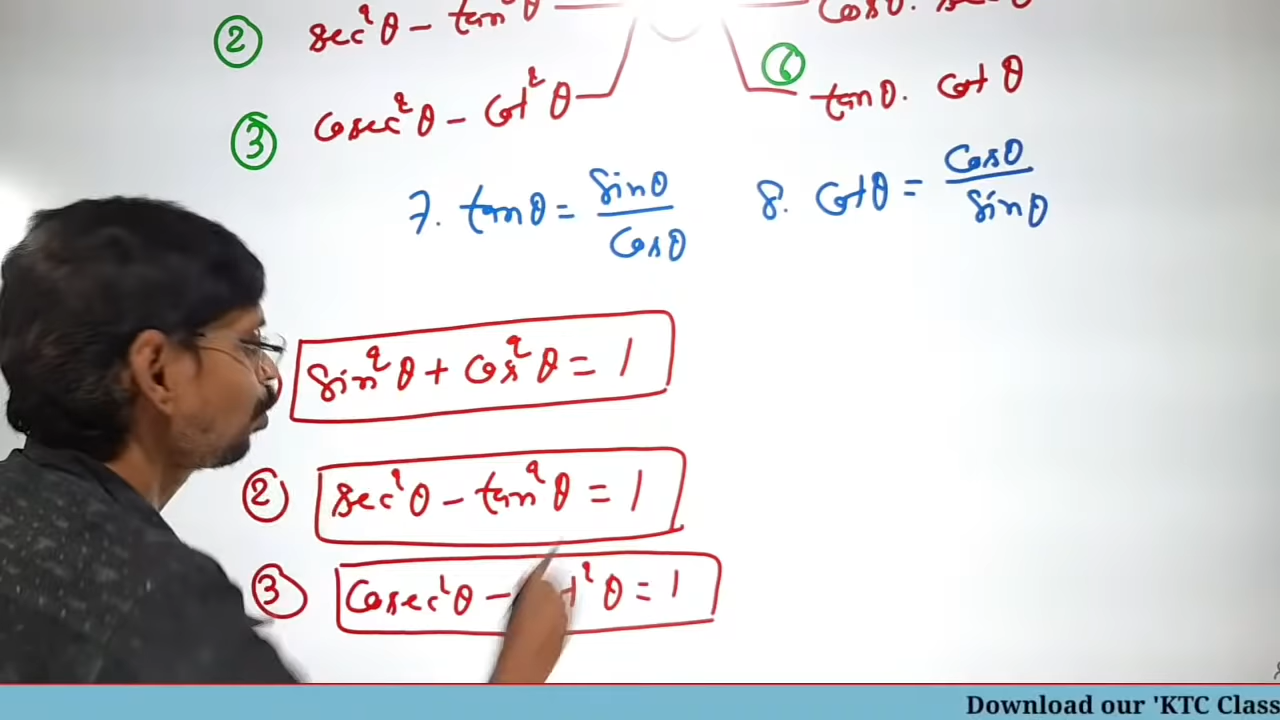 ② sec²θ - tan²θ
cosθ. secθ
③ cosec²θ - cot²θ
⑥ tanθ. cotθ
7. tanθ = sinθ / cosθ
8. cotθ = cosθ / sinθ
sin²θ + cos²θ = 1
② sec²θ - tan²θ = 1
③ cosec²θ - cot²θ = 1
Download our 'KTC Class